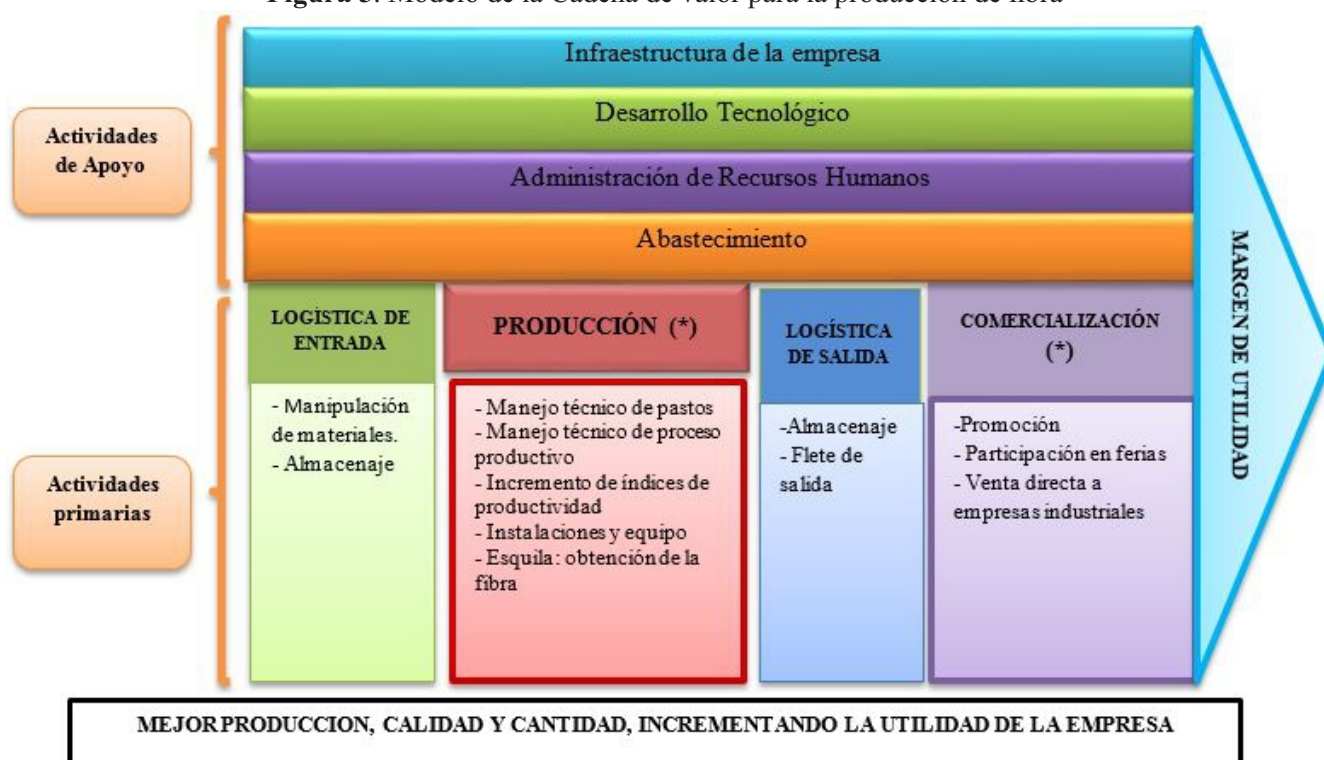 Figura 3. Modelo de la Cadena de valor para la producción de fibra
Infraestructura de la empresa
Desarrollo Tecnológico
Administración de Recursos Humanos
Abastecimiento
Actividades
de Apoyo
LOGÍSTICA DE
ENTRADA
- Manipulación
de materiales.
- Almacenaje
PRODUCCIÓN (*)
- Manejo técnico de pastos
- Manejo técnico de proceso
productivo
- Incremento de índices de
productividad
- Instalaciones y equipo
- Esquila: obtención de la
fibra
LOGÍSTICA
DE SALIDA
-Almacenaje
- Flete de
salida
COMERCIALIZACIÓN
(*)
-Promoción
- Participación en ferias
- Venta directa a
empresas industriales
Actividades
primarias
MARGEN DE UTILIDAD
MEJOR PRODUCCION, CALIDAD Y CANTIDAD, INCREMENTANDO LA UTILIDAD DE LA EMPRESA